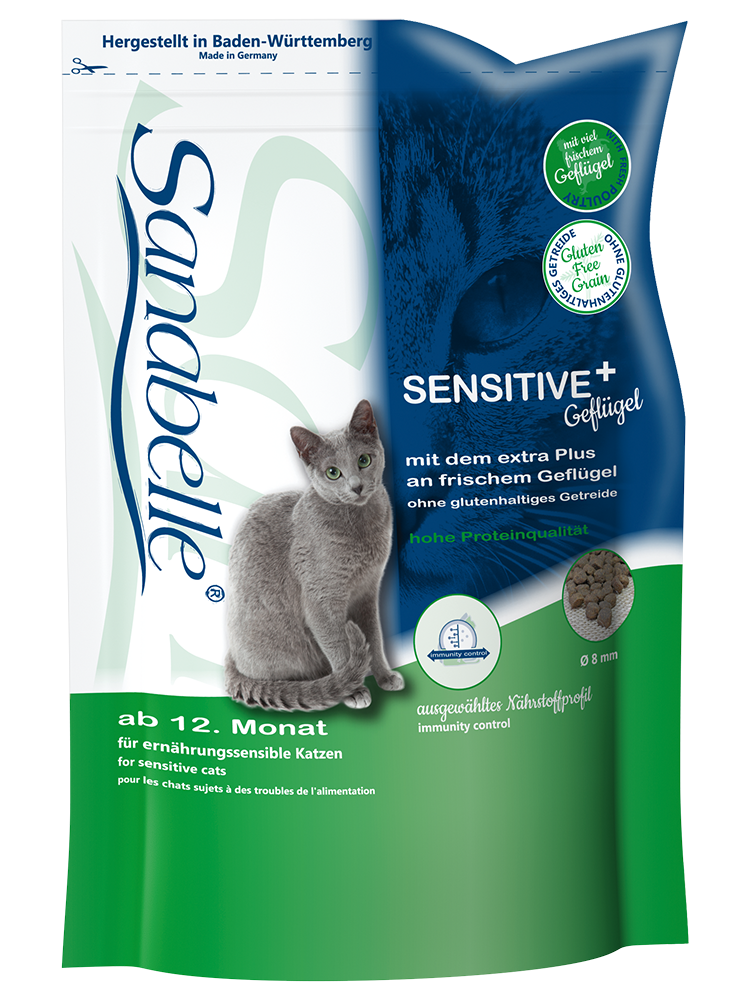 Hergestellt in Baden-Württemberg
Made in Germany
Sanabelle®
mit viel
frischem
Geflügel
WITH FRESH POULTRY
OHNE GLUTENHALTIGES GETREIDE
Gluten
Free
Grain
SENSITIVE+
Geflügel
mit dem extra Plus
an frischem Geflügel
ohne glutenhaltiges Getreide
hohe Proteinqualität
immunity control
Ø 8 mm
ausgewähltes Nährstoffprofil
immunity control
ab 12. Monat
für ernährungssensible Katzen
for sensitive cats
pour les chats sujets à des troubles de l'alimentation